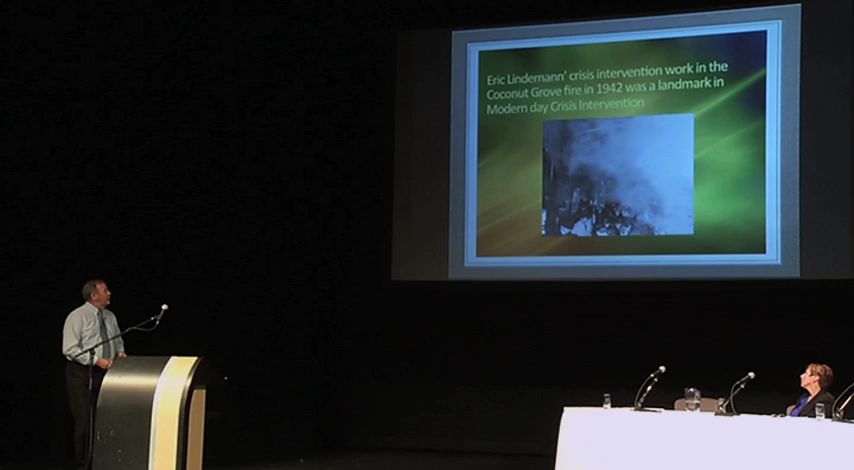 Eric Lindemann' crisis intervention work in the
Coconut Grove fire in 1942 was a landmark in
Modern day Crisis Intervention